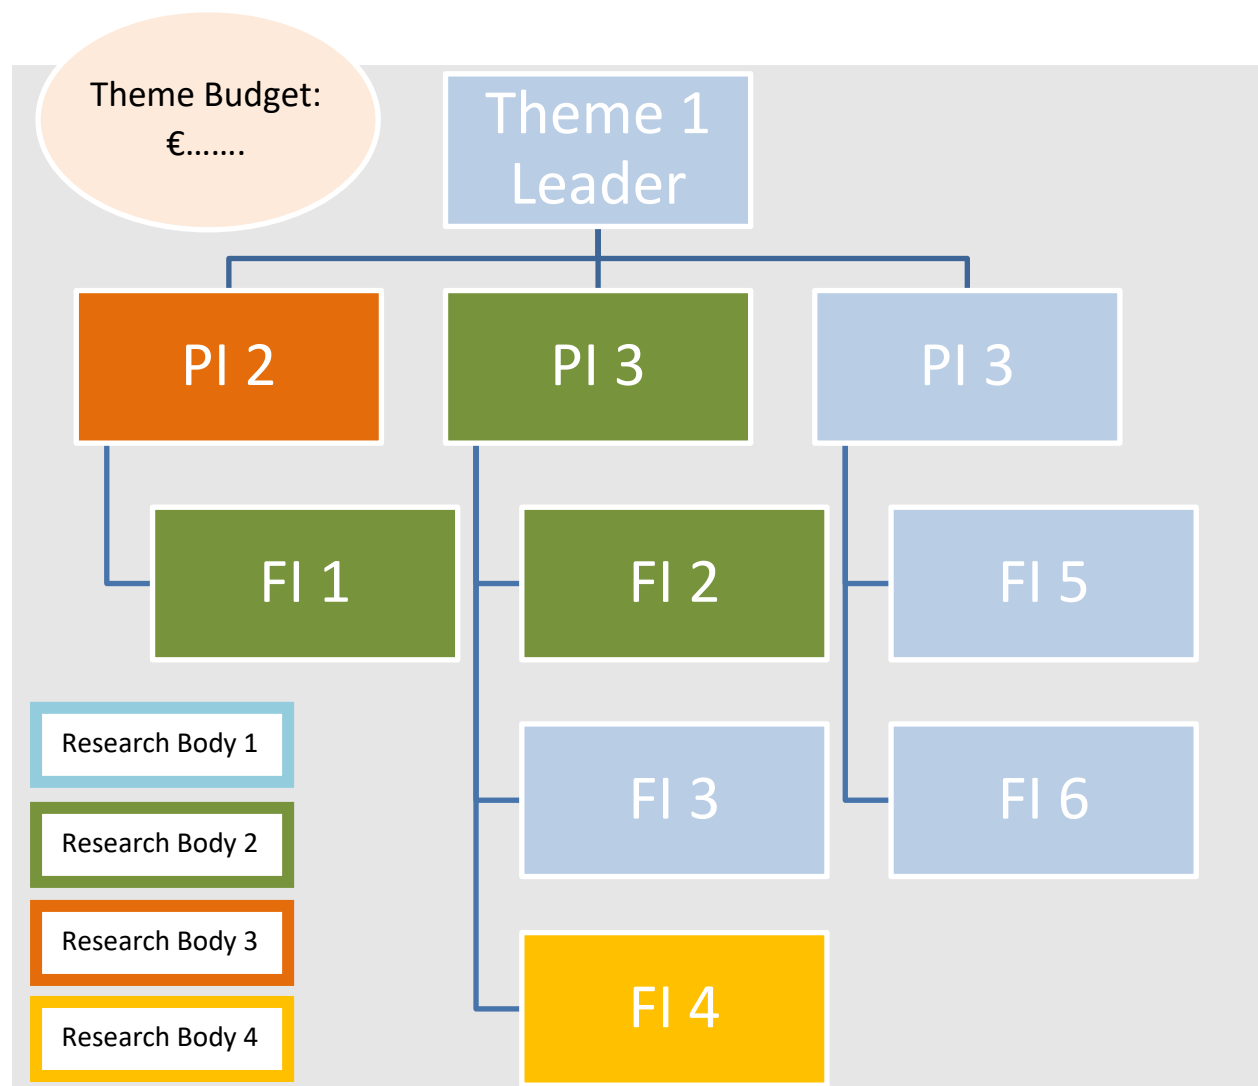 Theme Budget:
€.......
Theme 1
Leader
PI 2
PI 3
PI 3
FI 1
FI 2
FI 5
FI 3
FI 6
FI 4
Research Body 1
Research Body 2
Research Body 3
Research Body 4